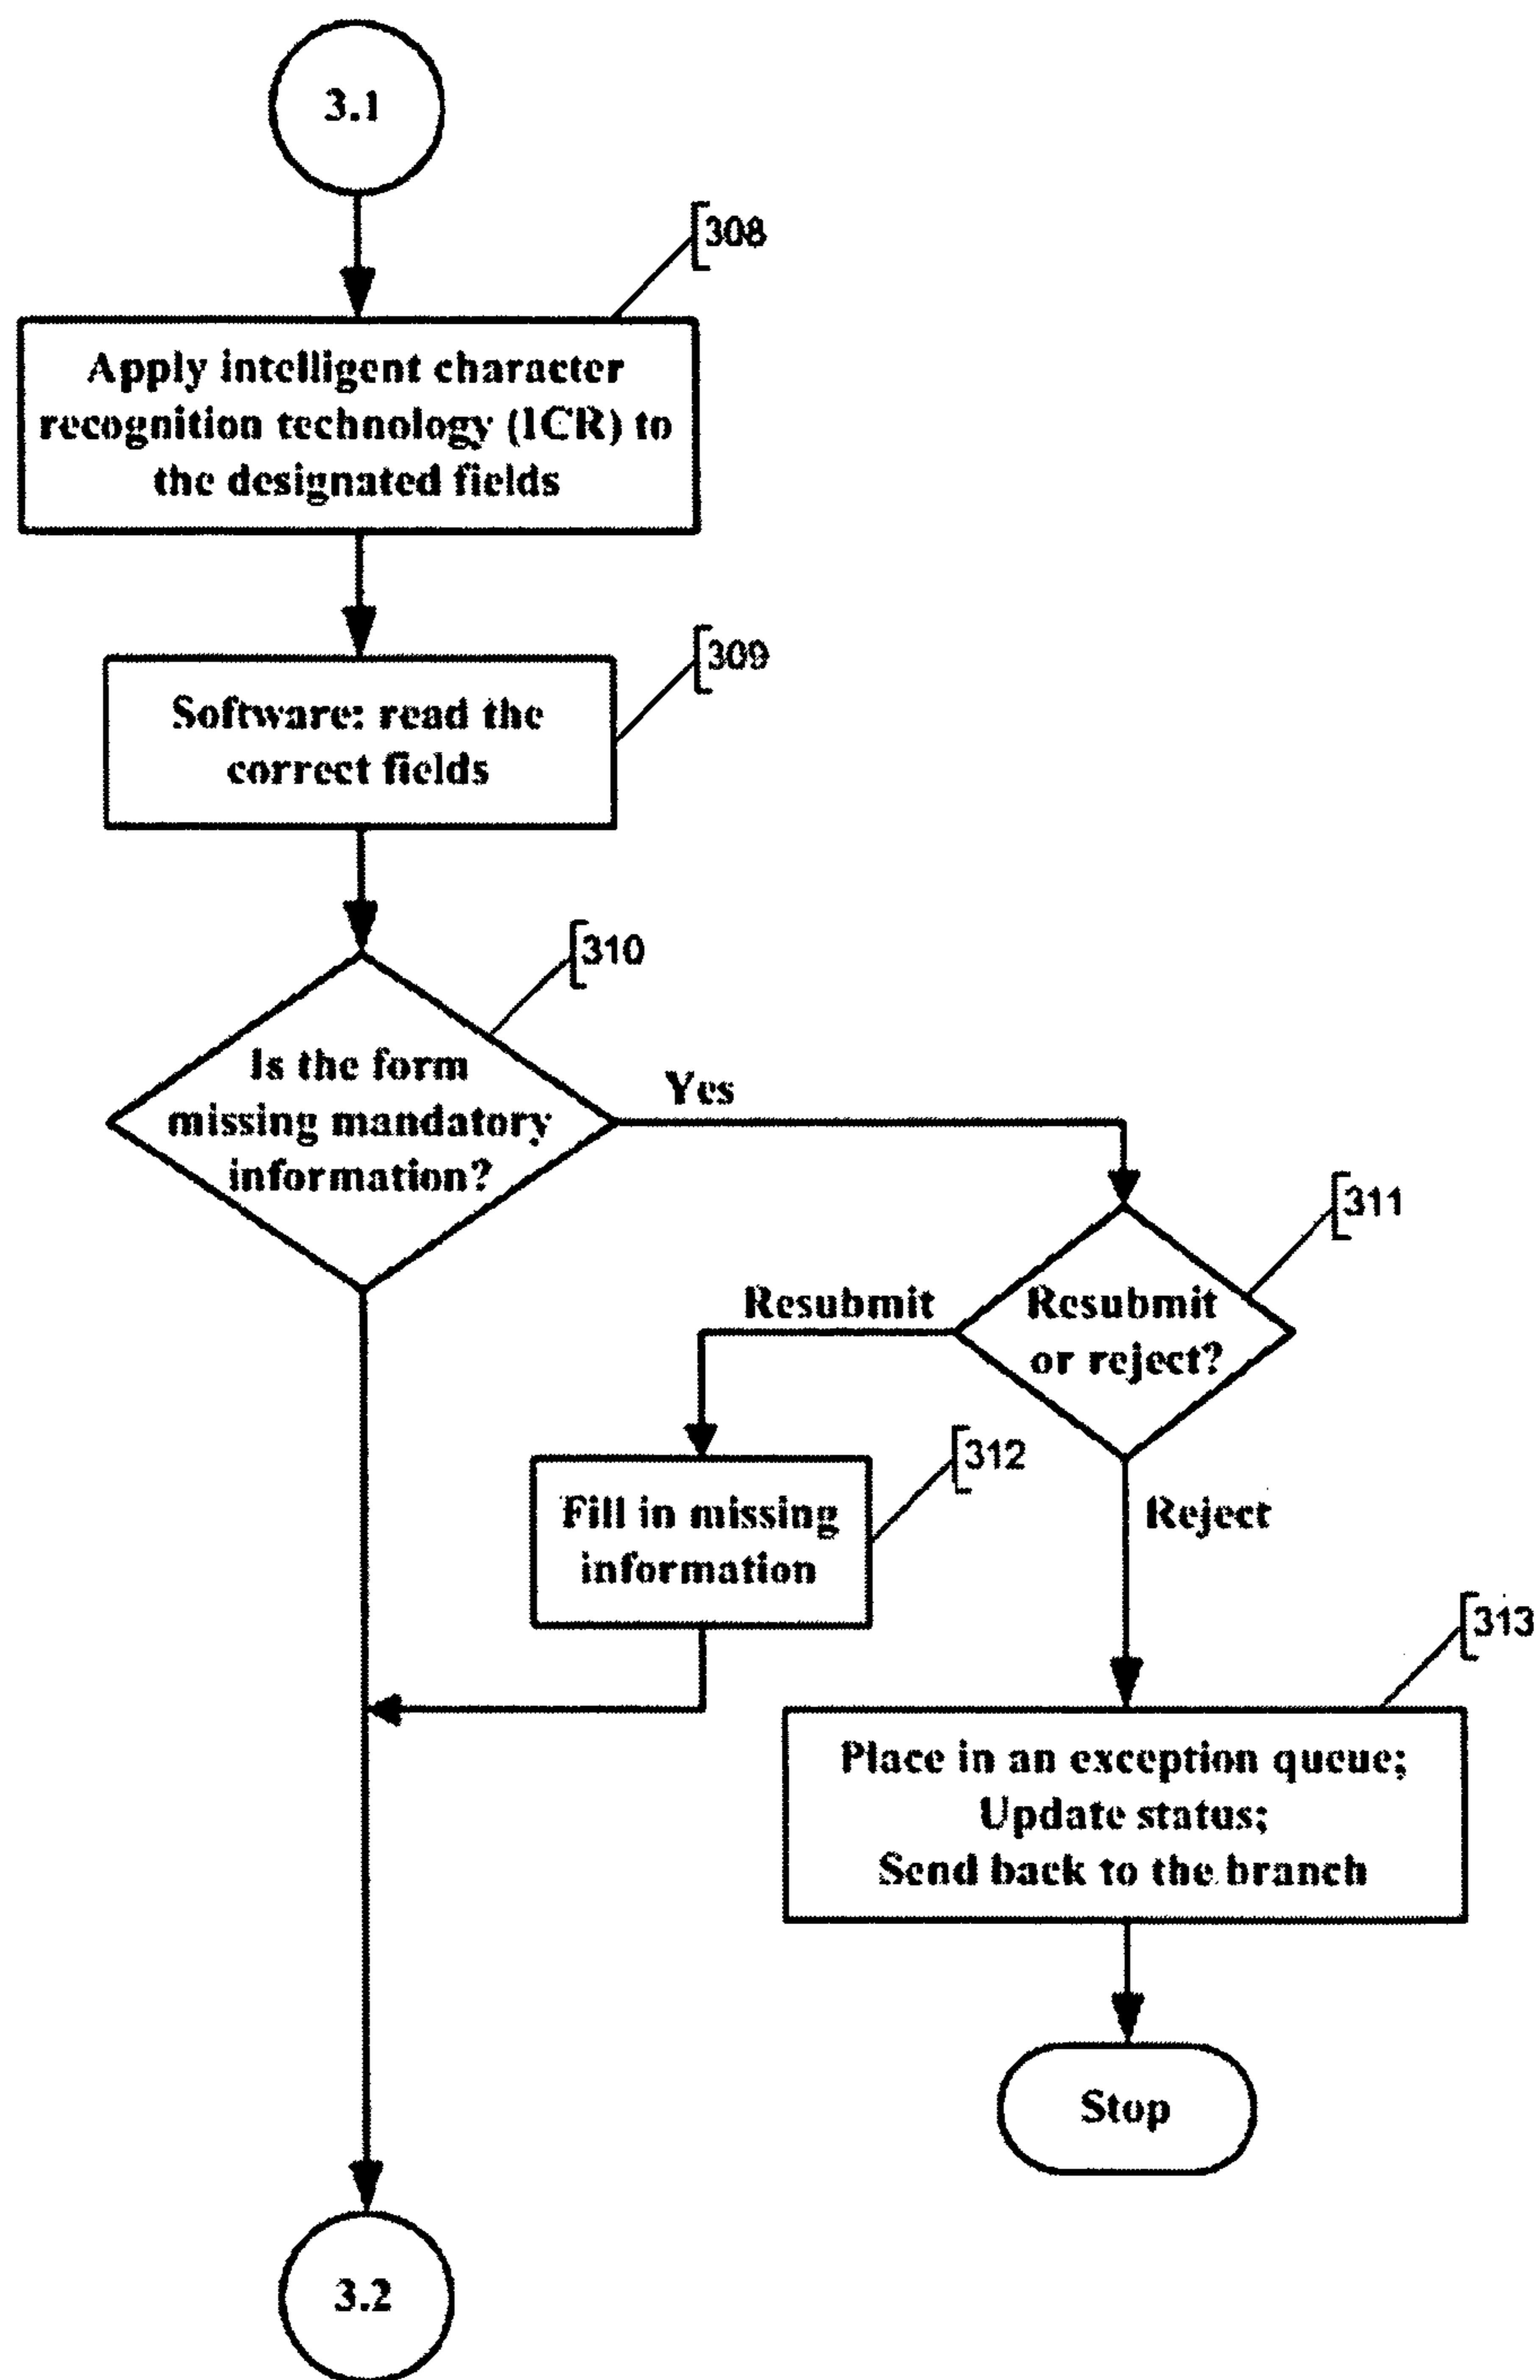 3.1
308
Apply intelligent character
recognition technology (ICR) to
the designated fields
309
Software: read the
correct fields
310
Is the form
missing mandatory
information?
Yes
311
Resubmit
Resubmit
or reject?
312
Fill in missing
information
Reject
313
Place in an exception queue;
Update status;
Send back to the branch
Stop
3.2